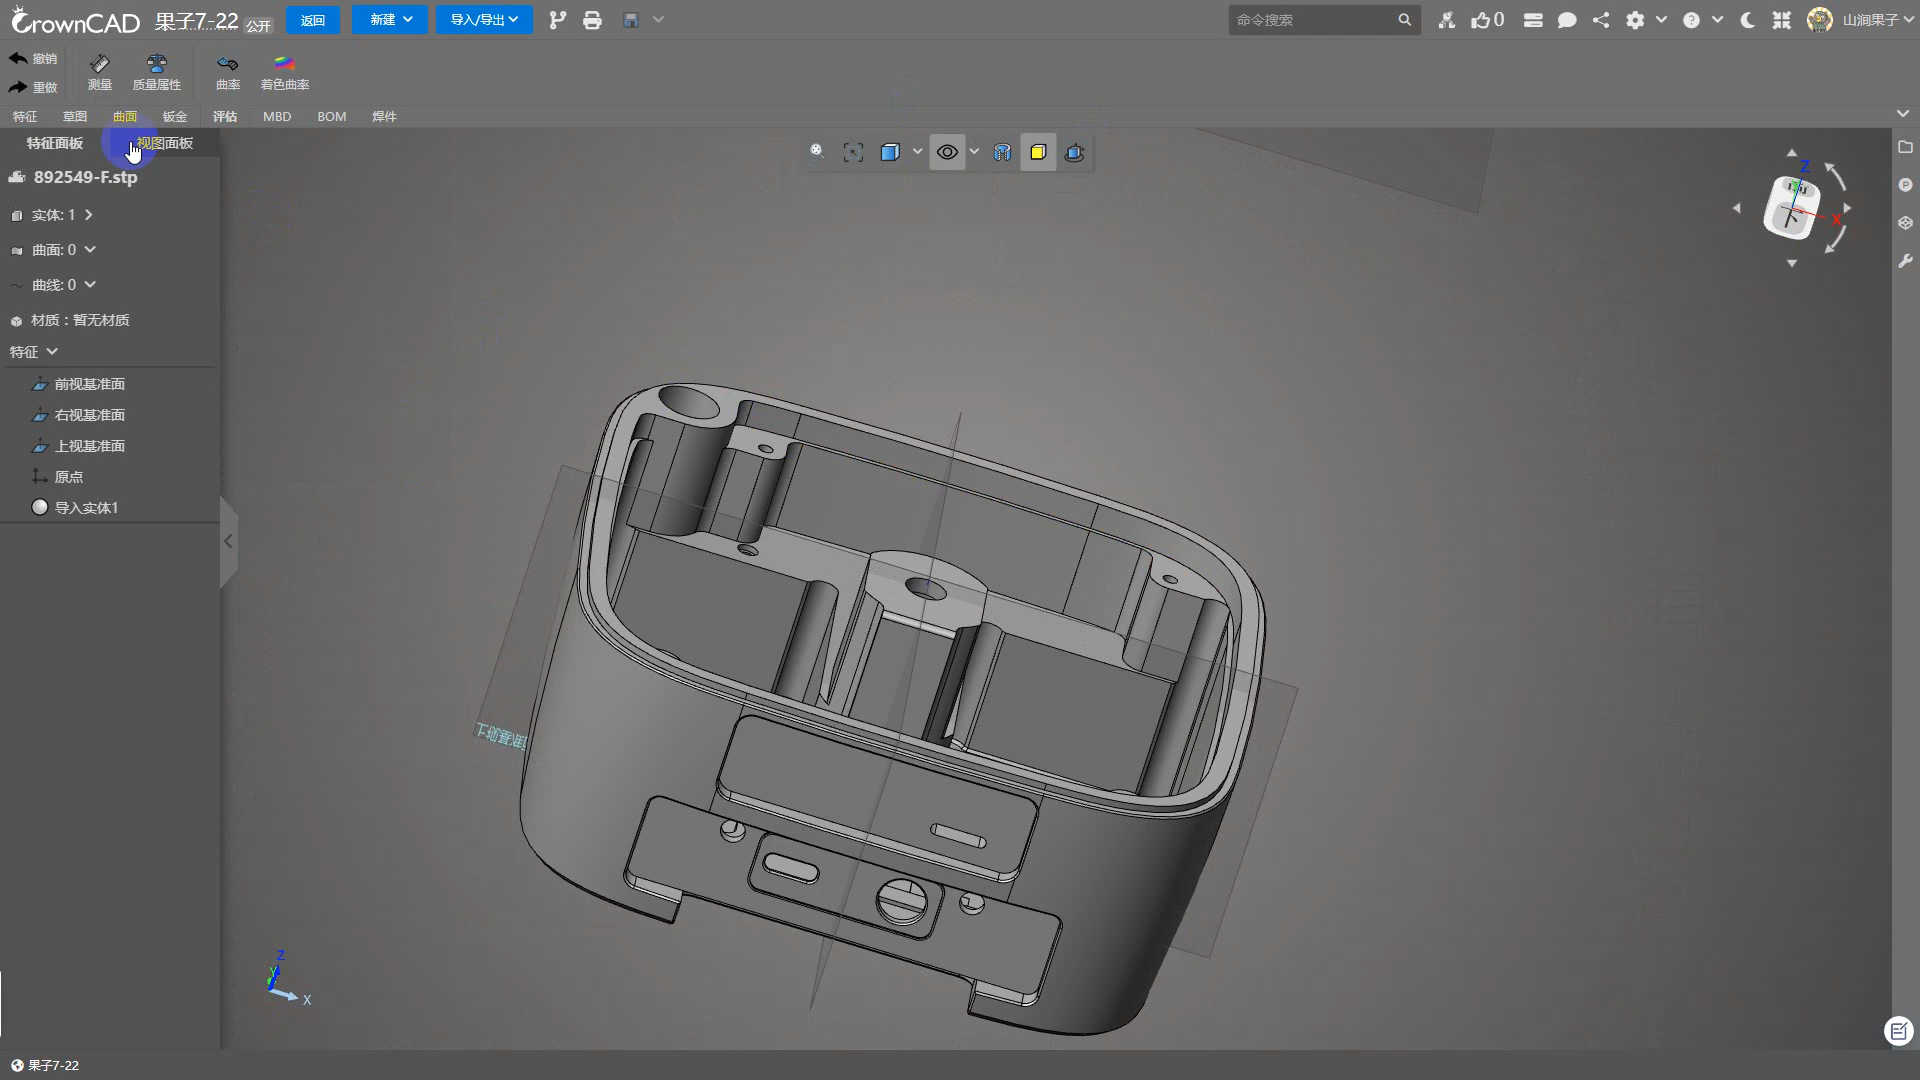 CrownCAD 果子7-22 公开 返回 新建 导入/导出 命令搜索 0 山涧果子
撤销
重做
测量 质量属性 曲率 着色曲率
特征 草图 曲面 钣金 评估 MBD BOM 焊件
特征面板 视图面板
892549-F.stp
实体: 1
曲面: 0
曲线: 0
材质：暂无材质
特征
前视基准面
右视基准面
上视基准面
原点
导入实体1
Z
X
下
Z
Y
X
果子7-22